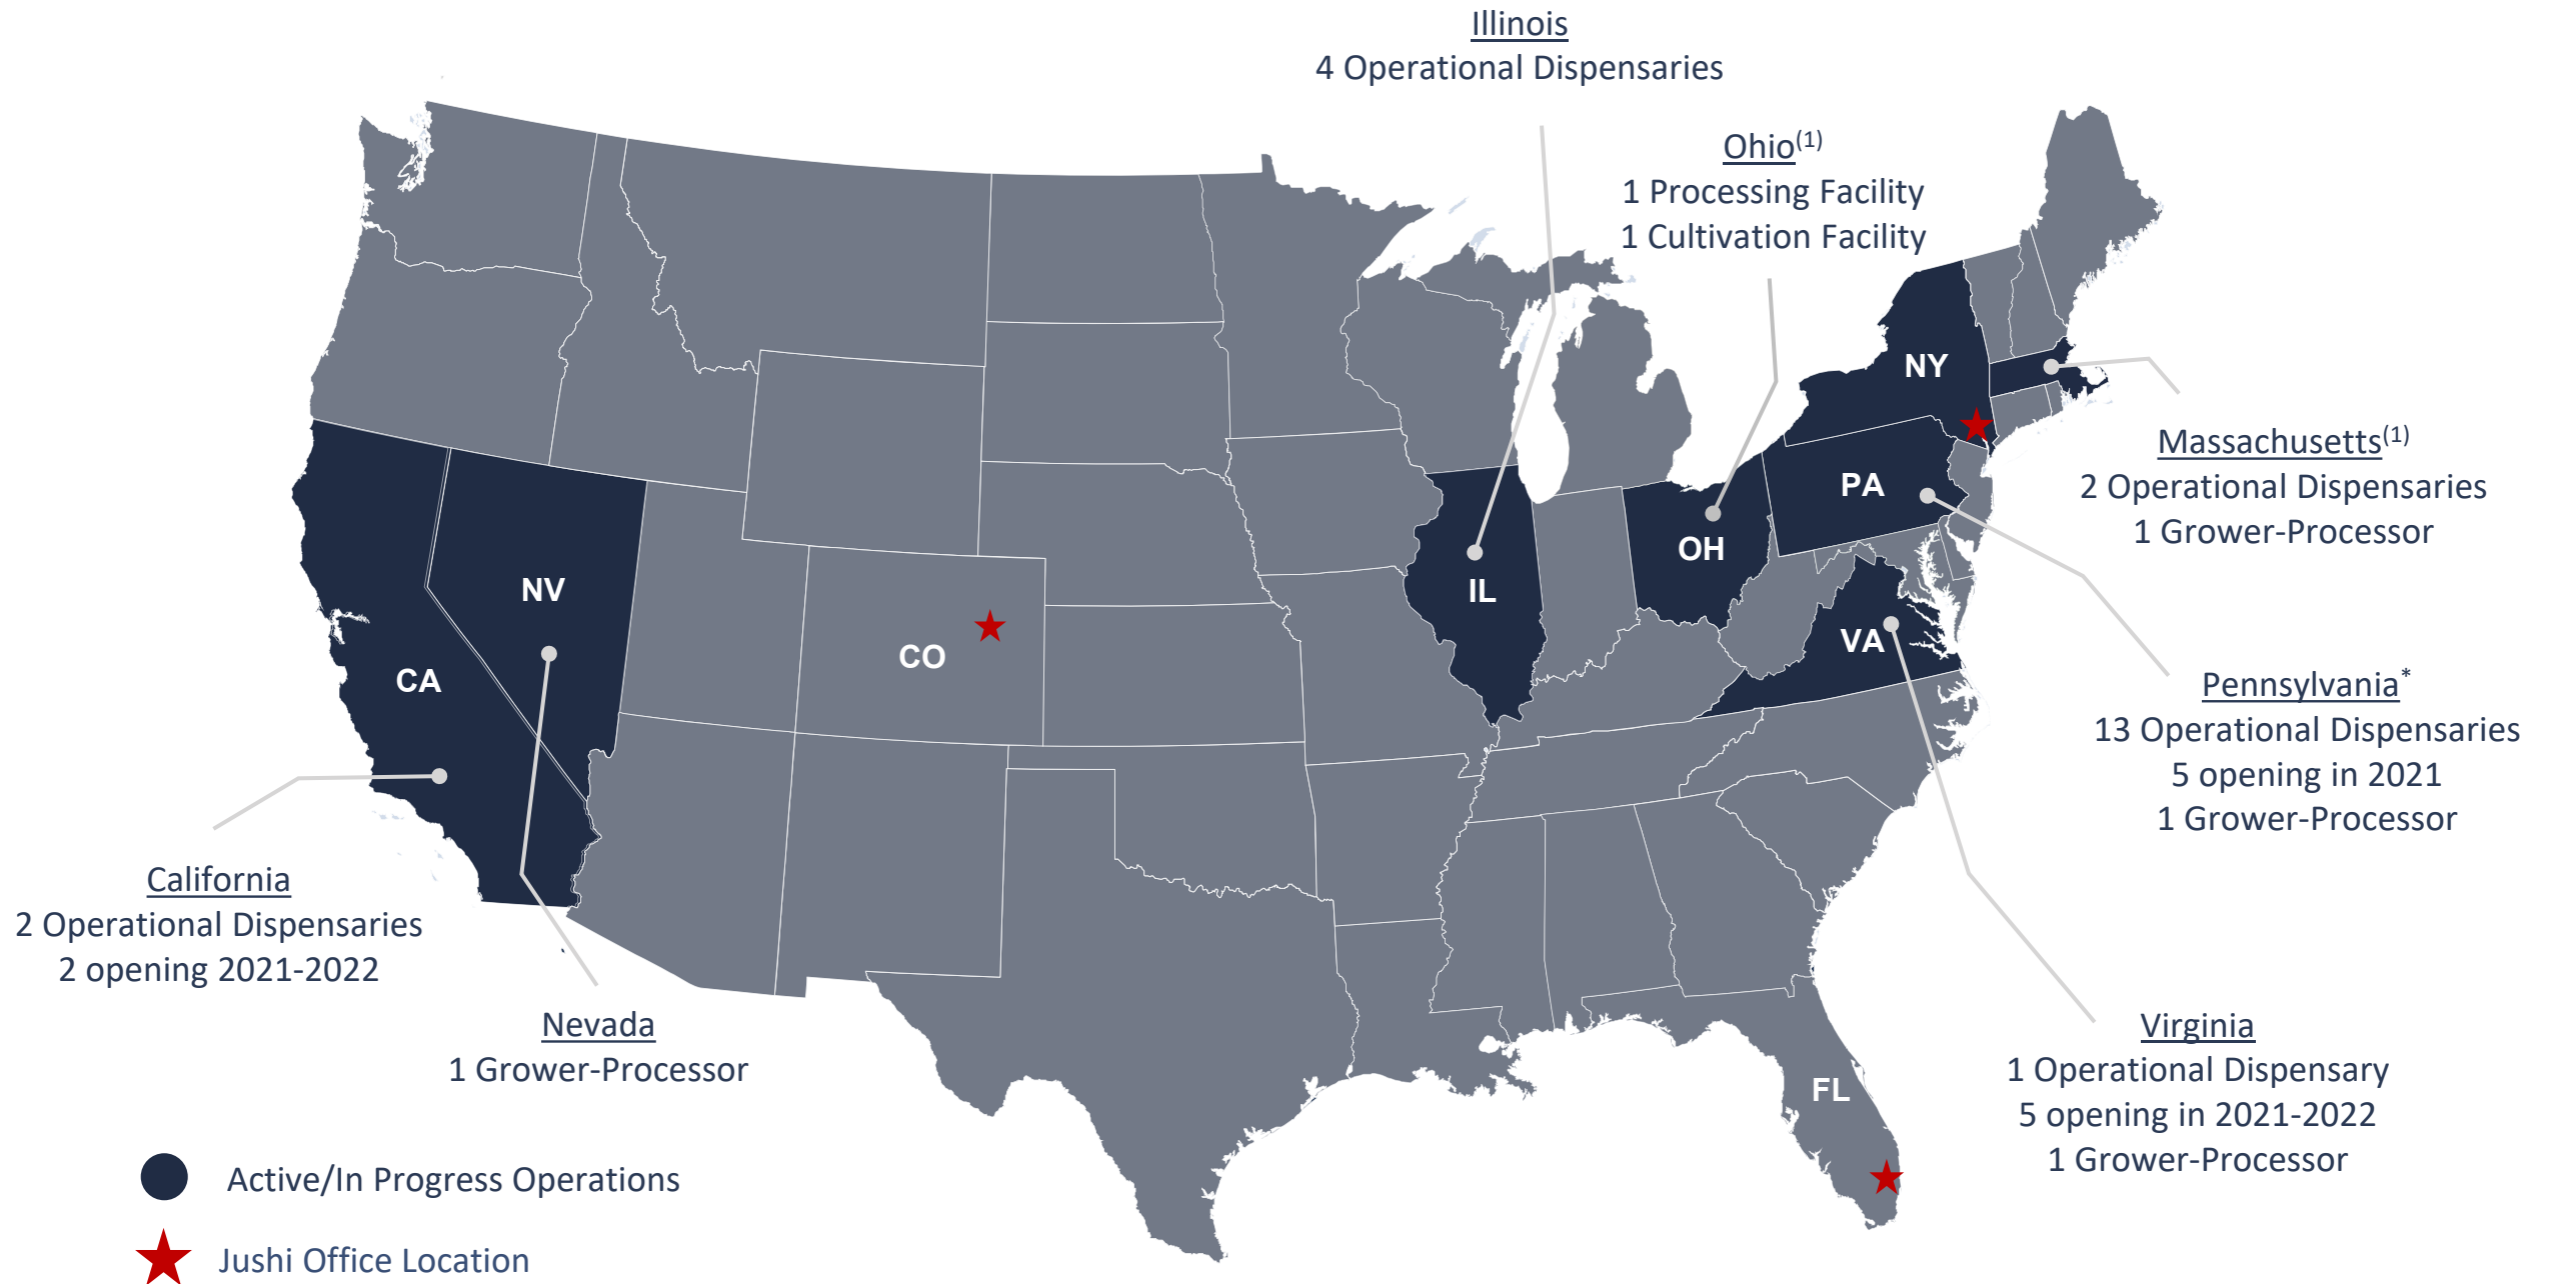 Illinois
4 Operational Dispensaries
Ohio(1)
1 Processing Facility
1 Cultivation Facility
NY
Massachusetts(1)
2 Operational Dispensaries
1 Grower-Processor
PA
OH
IL
NV
VA
CO
CA
Pennsylvania*
13 Operational Dispensaries
5 opening in 2021
1 Grower-Processor
California
2 Operational Dispensaries
2 opening 2021-2022
Nevada
1 Grower-Processor
Virginia
1 Operational Dispensary
5 opening in 2021-2022
1 Grower-Processor
FL
Active/In Progress Operations
Jushi Office Location